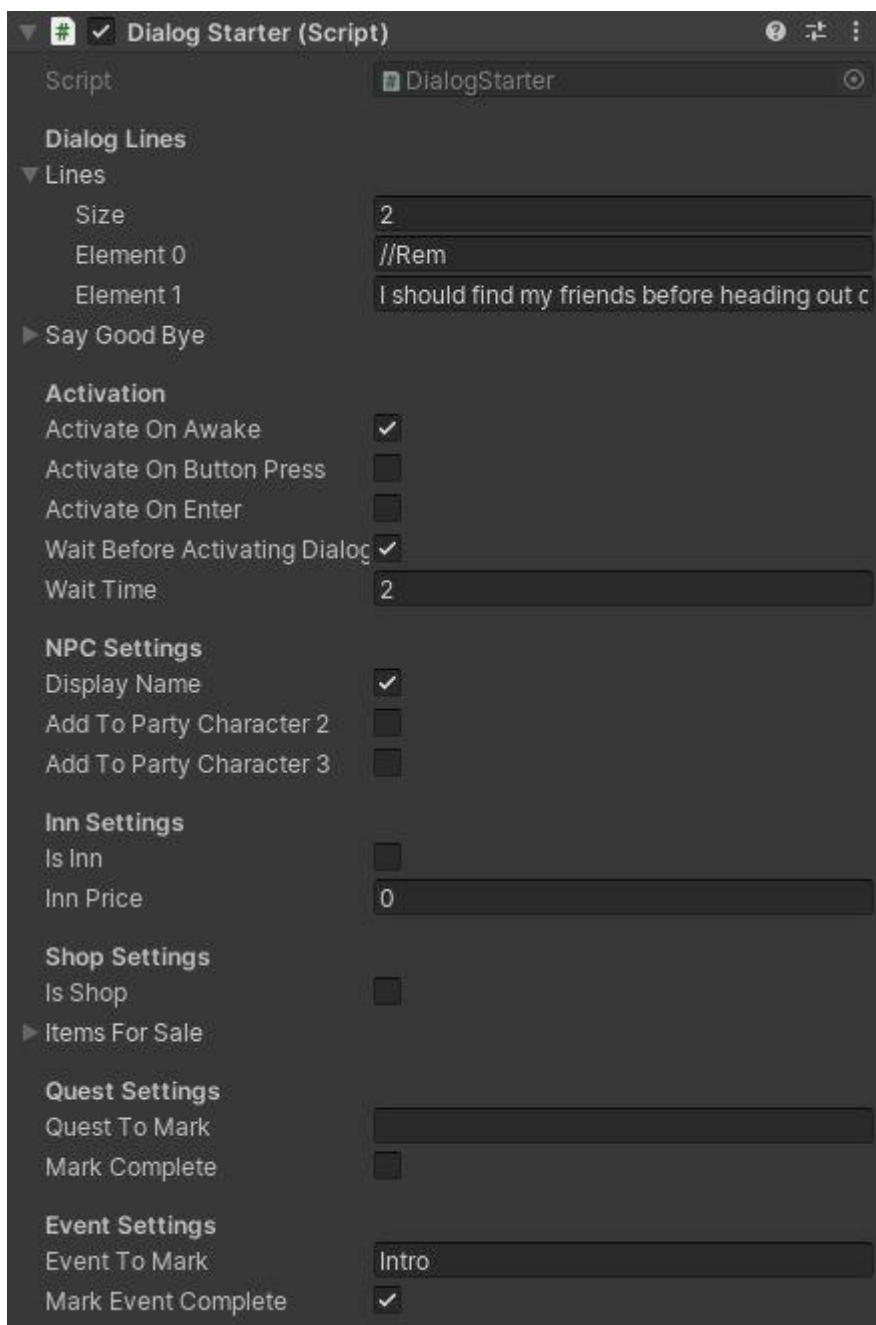 # Dialog Starter (Script)
Script # DialogStarter
Dialog Lines
Lines
Size 2
Element 0 //Rem
Element 1 I should find my friends before heading out
Say Good Bye
Activation
Activate On Awake
Activate On Button Press
Activate On Enter
Wait Before Activating Dialog
Wait Time 2
NPC Settings
Display Name
Add To Party Character 2
Add To Party Character 3
Inn Settings
Is Inn
Inn Price 0
Shop Settings
Is Shop
Items For Sale
Quest Settings
Quest To Mark
Mark Complete
Event Settings
Event To Mark Intro
Mark Event Complete